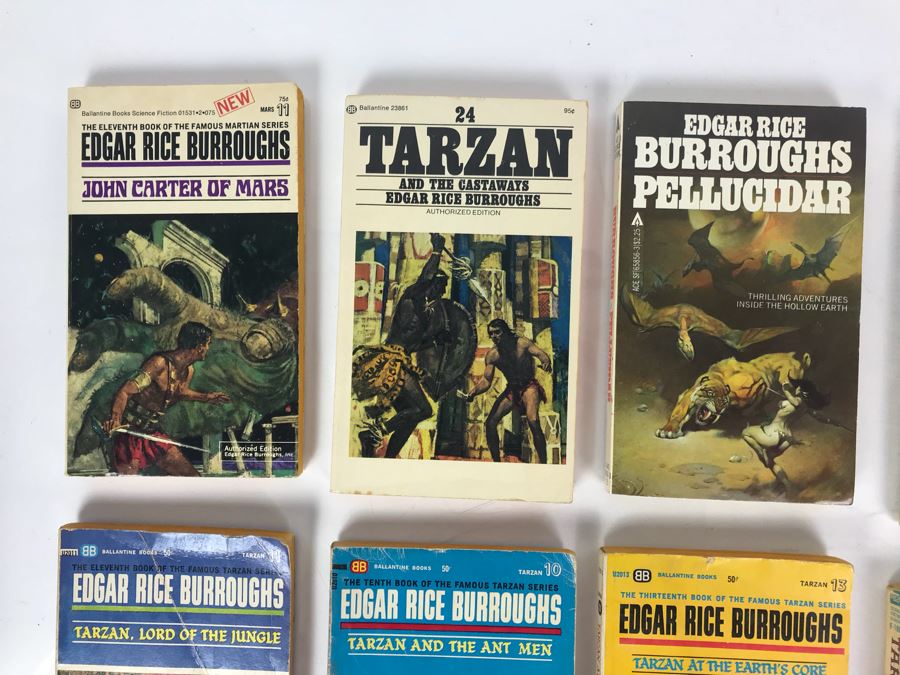 BB Ballantine Books Science Fiction 01531•2•075
NEW
75¢
MARS 11
THE ELEVENTH BOOK OF THE FAMOUS MARTIAN SERIES
EDGAR RICE BURROUGHS
JOHN CARTER OF MARS
Authorized Edition
Edgar Rice Burroughs, Inc.
BB Ballantine 23861
95¢
24
TARZAN
AND THE CASTAWAYS
EDGAR RICE BURROUGHS
AUTHORIZED EDITION
EDGAR RICE
BURROUGHS
PELLUCIDAR
ACE SF 65856-3 $2.25
THRILLING ADVENTURES
INSIDE THE HOLLOW EARTH
BB BALLANTINE BOOKS 50¢
TARZAN 11
THE ELEVENTH BOOK OF THE FAMOUS TARZAN SERIES
EDGAR RICE BURROUGHS
TARZAN, LORD OF THE JUNGLE
BB BALLANTINE BOOKS 50¢
TARZAN 10
THE TENTH BOOK OF THE FAMOUS TARZAN SERIES
EDGAR RICE BURROUGHS
TARZAN AND THE ANT MEN
U2013 BB BALLANTINE BOOKS 50¢
TARZAN 13
THE THIRTEENTH BOOK OF THE FAMOUS TARZAN SERIES
EDGAR RICE BURROUGHS
TARZAN AT THE EARTH'S CORE